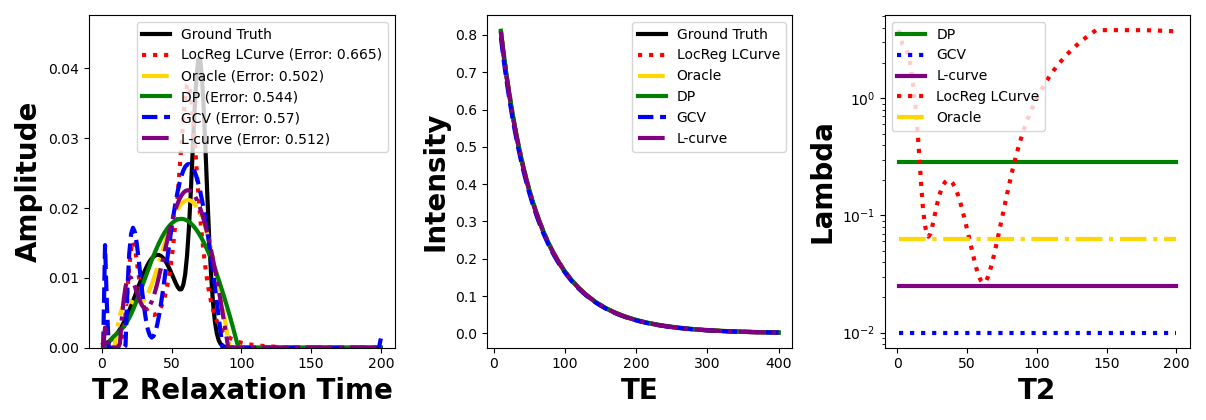 Amplitude
0.04
0.03
0.02
0.01
0.00
Ground Truth
LocReg LCurve (Error: 0.665)
Oracle (Error: 0.502)
DP (Error: 0.544)
GCV (Error: 0.57)
L-curve (Error: 0.512)
0 50 100 150 200
T2 Relaxation Time
Intensity
0.8
0.7
0.6
0.5
0.4
0.3
0.2
0.1
0.0
Ground Truth
LocReg LCurve
Oracle
DP
GCV
L-curve
0 100 200 300 400
TE
Lambda
10⁰
10⁻¹
10⁻²
DP
GCV
L-curve
LocReg LCurve
Oracle
0 50 100 150 200
T2